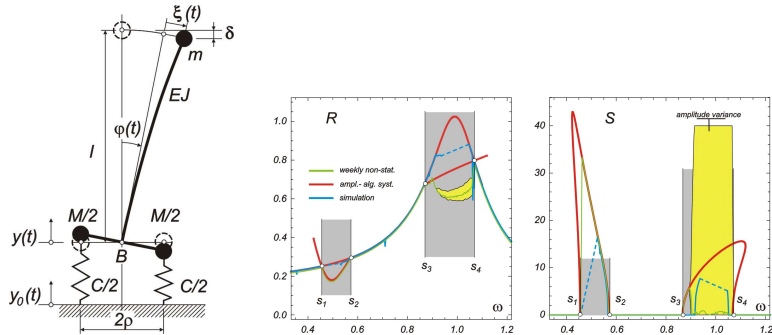 ξ(t)
δ
m
EJ
l
φ(t)
M/2
M/2
y(t)
B
C/2
C/2
y₀(t)
2ρ
R
1.2
1.0
0.8
0.6
0.4
0.2
0.0
weekly non-stat.
ampl.- alg. syst.
simulation
s₁
s₂
s₃
s₄
0.4
0.6
0.8
1.0
ω
1.2
S
amplitude variance
40
30
20
10
0
s₁
s₂
s₃
s₄
0.4
0.6
0.8
1.0
ω
1.2